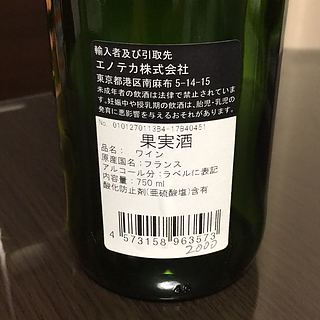 輸入者及び引取先
エノテカ株式会社
東京都港区南麻布 5-14-15
未成年者の飲酒は法律で禁止されています。妊娠中や授乳期の飲酒は、胎児・乳児の
発育に悪影響を与えるおそれがあります。
No. 0101270113B4-17B40451
果実酒
品名： ワイン
原産国名：フランス
アルコール分：ラベルに表記
内容量：750 ml
酸化防止剤(亜硫酸塩)含有
4 573158 963573
2000